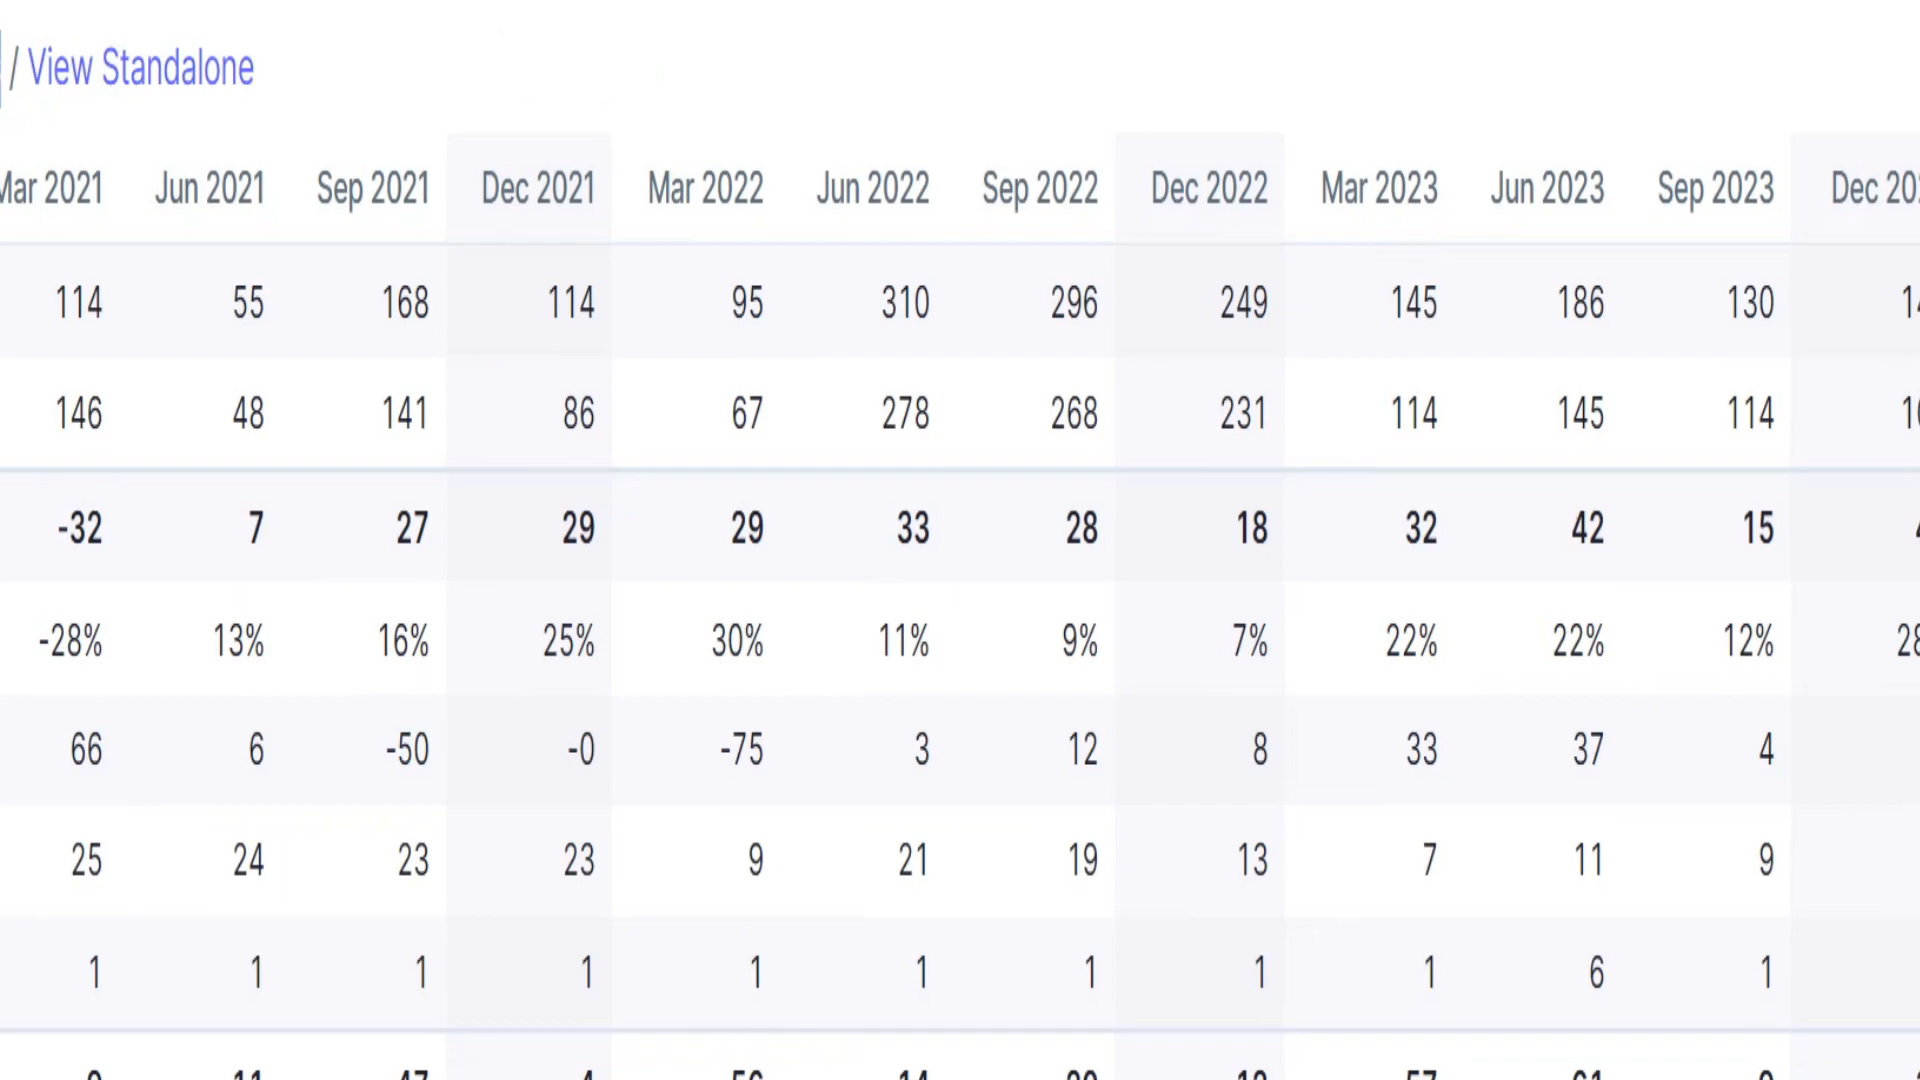 / View Standalone
Mar 2021 Jun 2021 Sep 2021 Dec 2021 Mar 2022 Jun 2022 Sep 2022 Dec 2022 Mar 2023 Jun 2023 Sep 2023 Dec 20
114 55 168 114 95 310 296 249 145 186 130
146 48 141 86 67 278 268 231 114 145 114
-32 7 27 29 29 33 28 18 32 42 15
-28% 13% 16% 25% 30% 11% 9% 7% 22% 22% 12% 28
66 6 -50 -0 -75 3 12 8 33 37 4
25 24 23 23 9 21 19 13 7 11 9
1 1 1 1 1 1 1 1 1 6 1